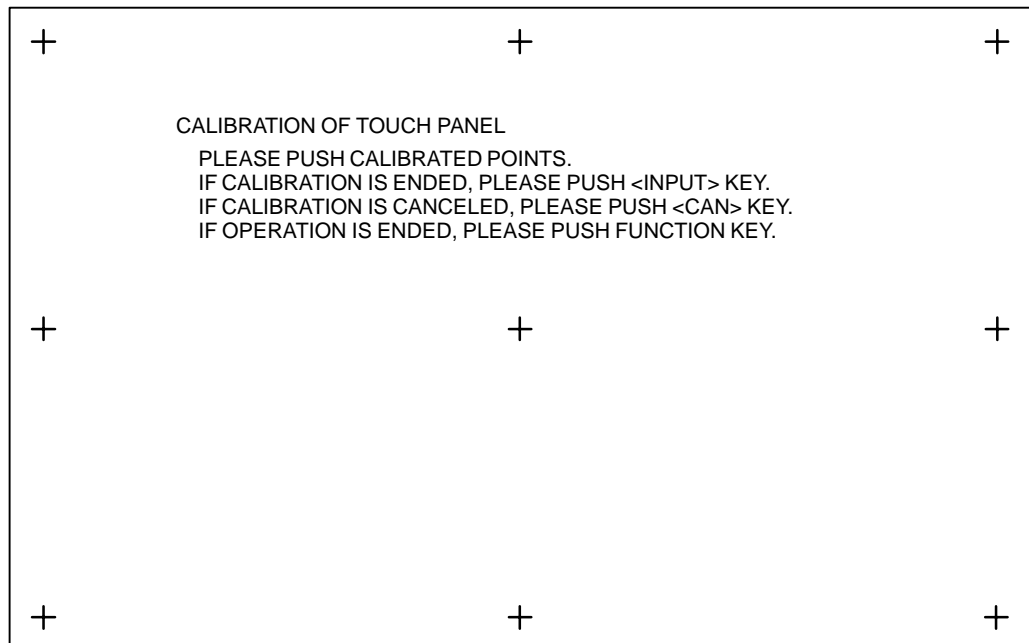 CALIBRATION OF TOUCH PANEL
PLEASE PUSH CALIBRATED POINTS.
IF CALIBRATION IS ENDED, PLEASE PUSH <INPUT> KEY.
IF CALIBRATION IS CANCELED, PLEASE PUSH <CAN> KEY.
IF OPERATION IS ENDED, PLEASE PUSH FUNCTION KEY.